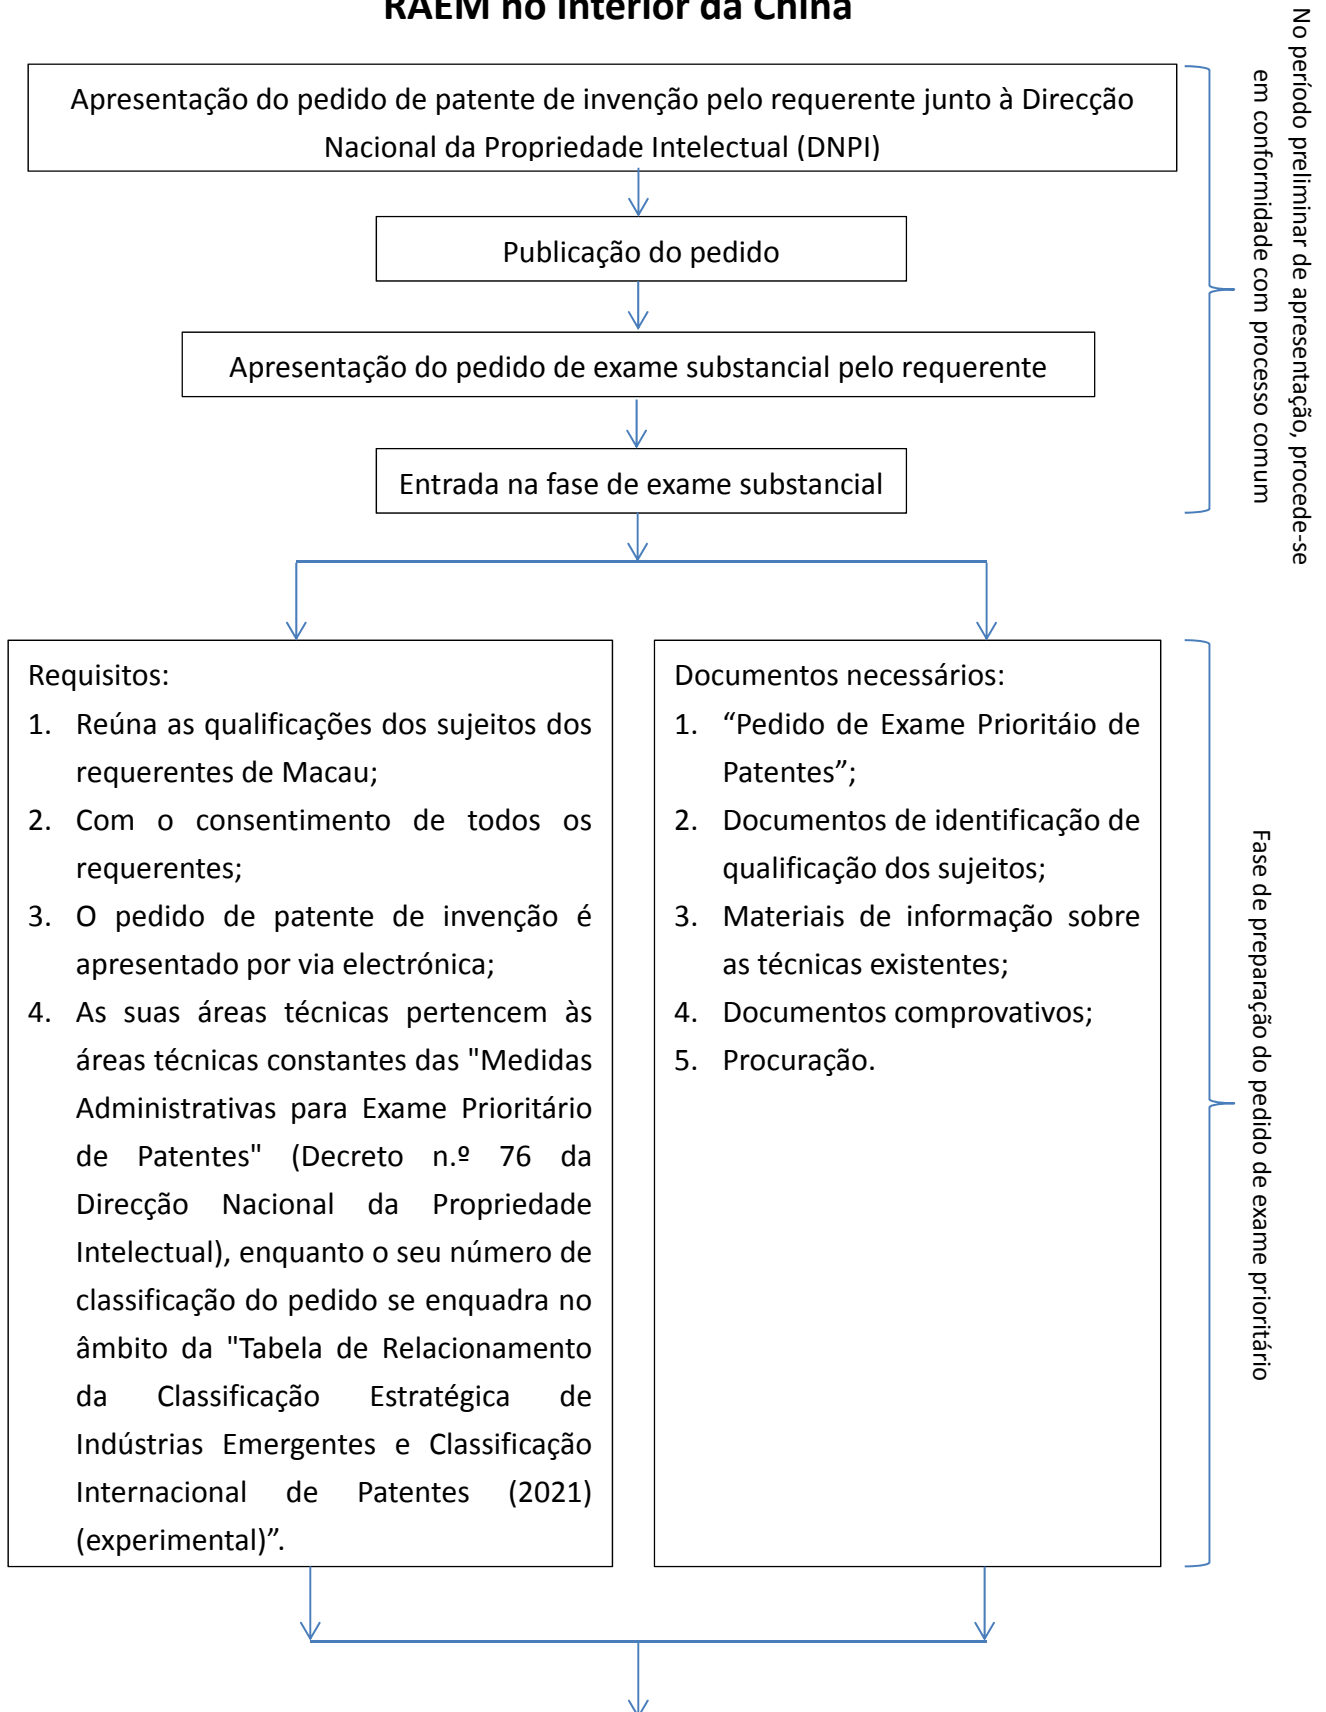 RAEM no Interior da China
Apresentação do pedido de patente de invenção pelo requerente junto à Direcção
Nacional da Propriedade Intelectual (DNPI)
Publicação do pedido
Apresentação do pedido de exame substancial pelo requerente
Entrada na fase de exame substancial
No período preliminar de apresentação, procede-se
em conformidade com processo comum
Requisitos:
1. Reúna as qualificações dos sujeitos dos
requerentes de Macau;
2. Com o consentimento de todos os
requerentes;
3. O pedido de patente de invenção é
apresentado por via electrónica;
4. As suas áreas técnicas pertencem às
áreas técnicas constantes das "Medidas
Administrativas para Exame Prioritário
de Patentes" (Decreto n.º 76 da
Direcção Nacional da Propriedade
Intelectual), enquanto o seu número de
classificação do pedido se enquadra no
âmbito da "Tabela de Relacionamento
da Classificação Estratégica de
Indústrias Emergentes e Classificação
Internacional de Patentes (2021)
(experimental)”.
Documentos necessários:
1. “Pedido de Exame Prioritáio de
Patentes”;
2. Documentos de identificação de
qualificação dos sujeitos;
3. Materiais de informação sobre
as técnicas existentes;
4. Documentos comprovativos;
5. Procuração.
Fase de preparação do pedido de exame prioritário